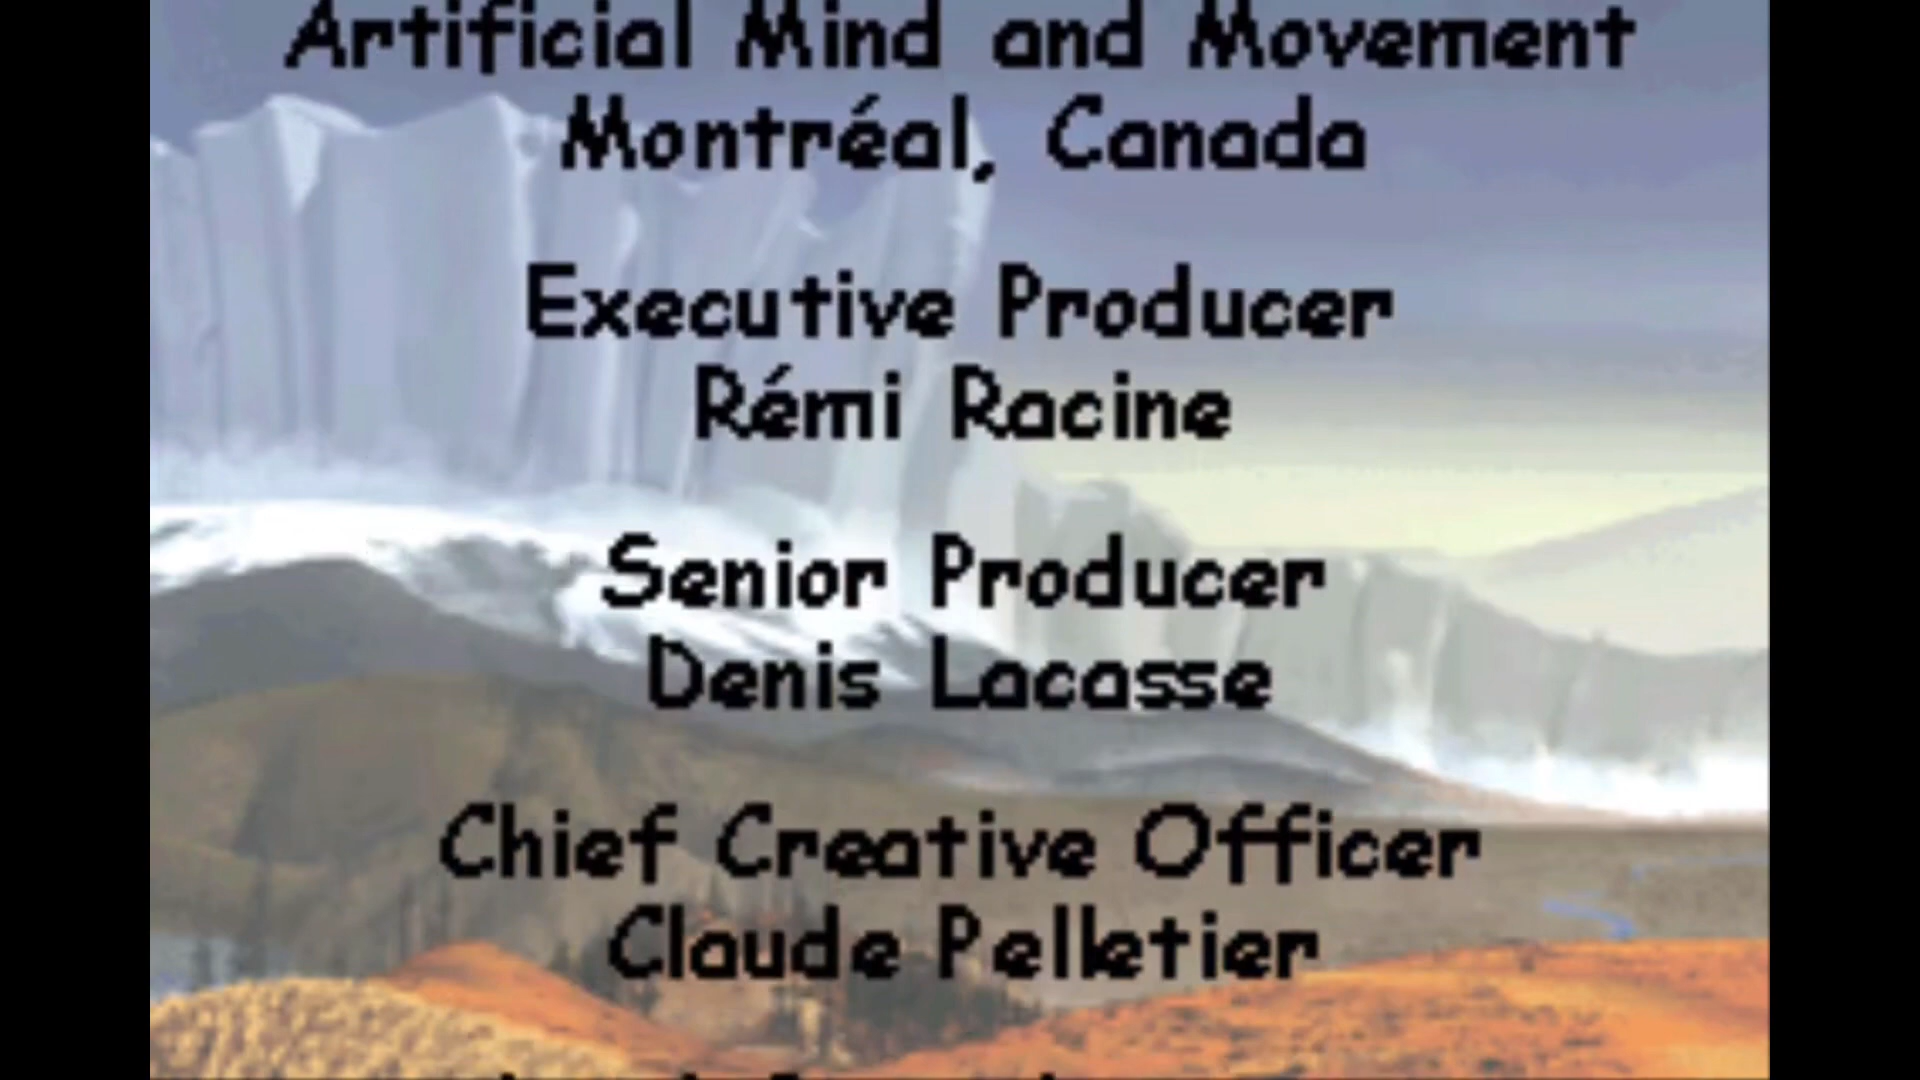 Artificial Mind and Movement
Montréal, Canada
Executive Producer
Rémi Racine
Senior Producer
Denis Lacasse
Chief Creative Officer
Claude Pelletier